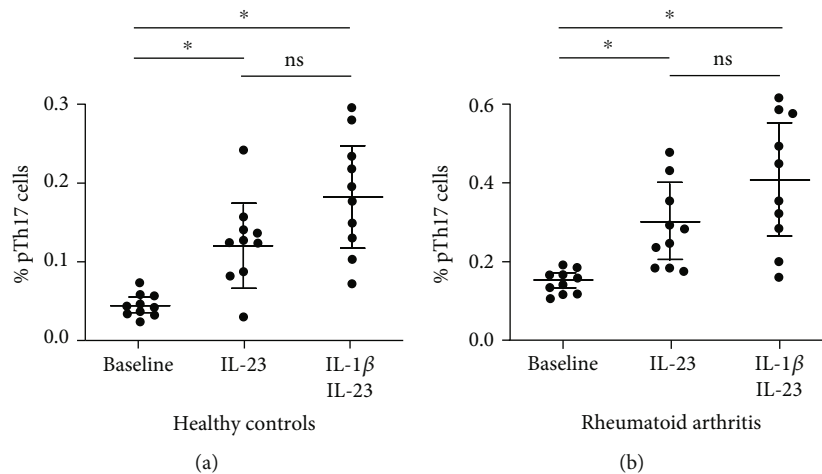 *
*
ns
0.3
0.2
0.1
0.0
% pTh17 cells
Baseline
IL-23
IL-1β
IL-23
Healthy controls
(a)
*
*
ns
0.6
0.4
0.2
0.0
% pTh17 cells
Baseline
IL-23
IL-1β
IL-23
Rheumatoid arthritis
(b)